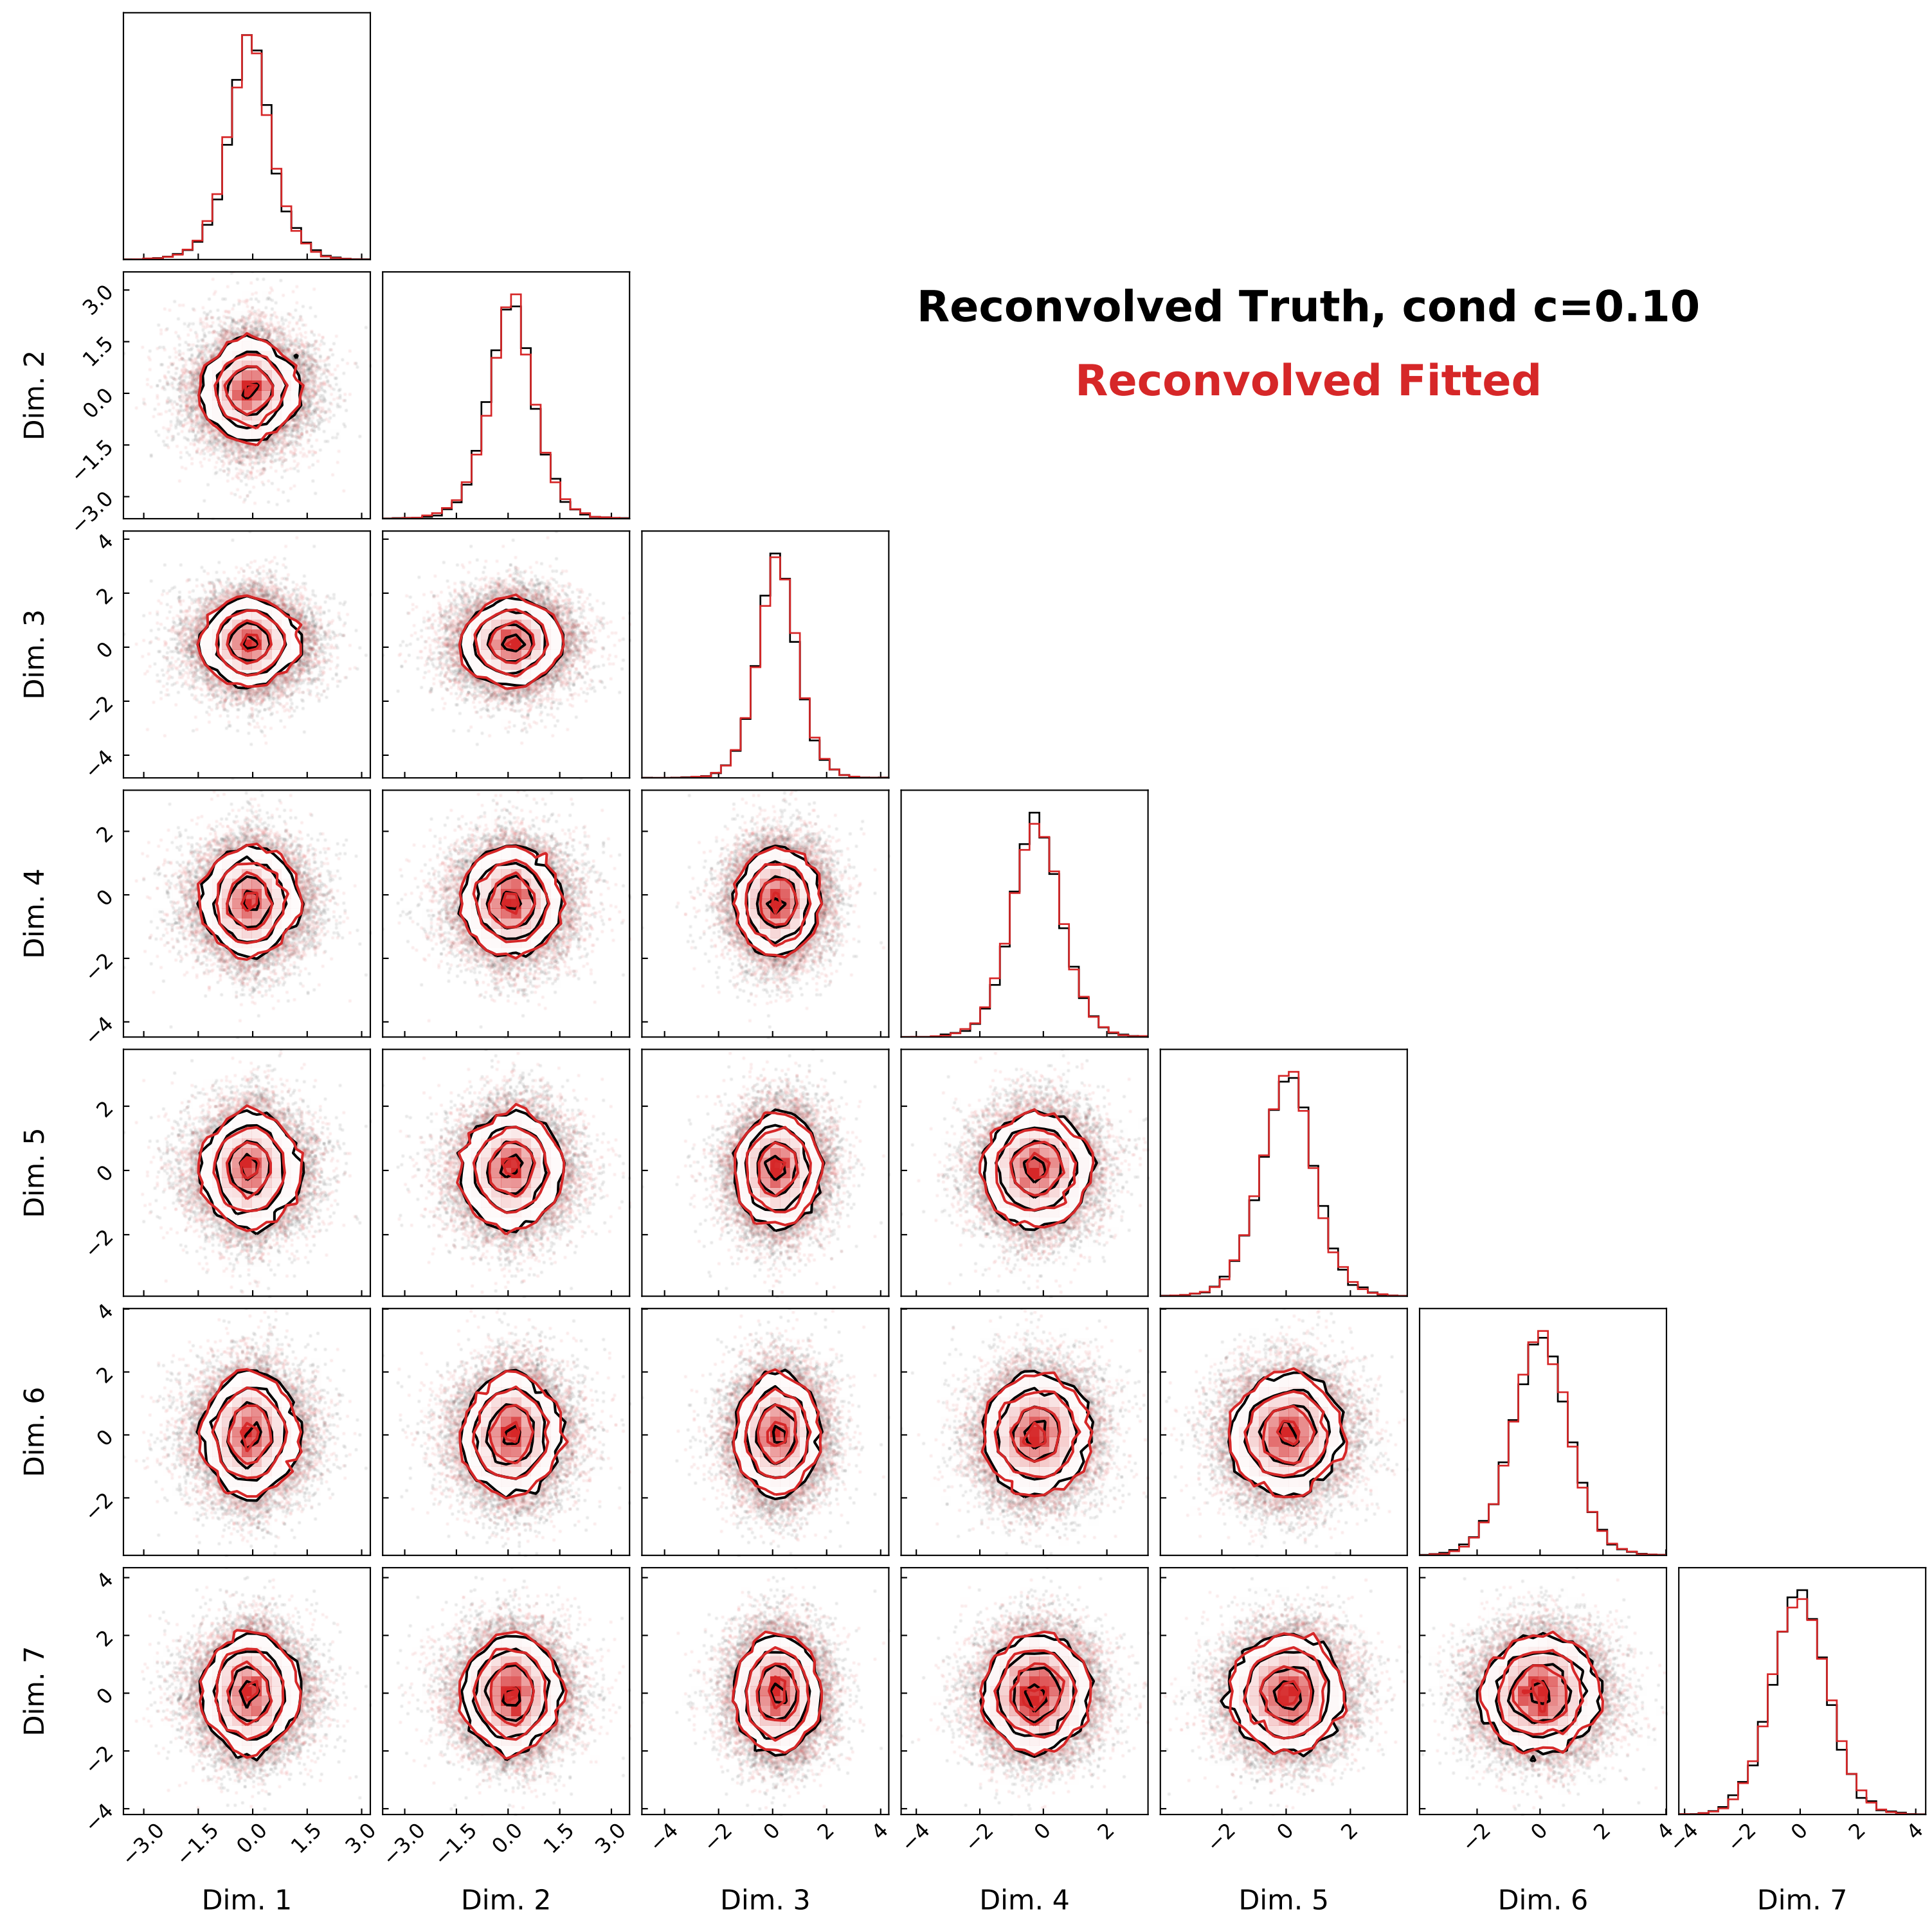 Reconvolved Truth, cond c=0.10
Reconvolved Fitted
Dim. 2
3.0
1.5
0.0
−1.5
−3.0
Dim. 3
4
2
0
−2
−4
Dim. 4
2
0
−2
−4
Dim. 5
2
0
−2
Dim. 6
4
2
0
−2
Dim. 7
4
2
0
−2
−4
−3.0 −1.5 0.0 1.5 3.0
−3.0 −1.5 0.0 1.5 3.0
−4 −2 0 2 4
−4 −2 0 2
−2 0 2
−2 0 2 4
−4 −2 0 2 4
Dim. 1 Dim. 2 Dim. 3 Dim. 4 Dim. 5 Dim. 6 Dim. 7